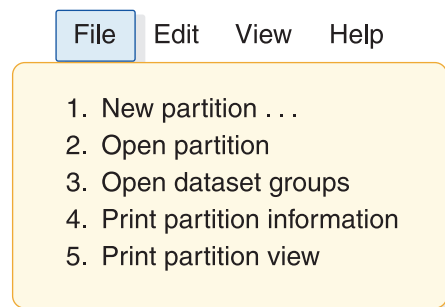 File Edit View Help
1. New partition . . .
2. Open partition
3. Open dataset groups
4. Print partition information
5. Print partition view